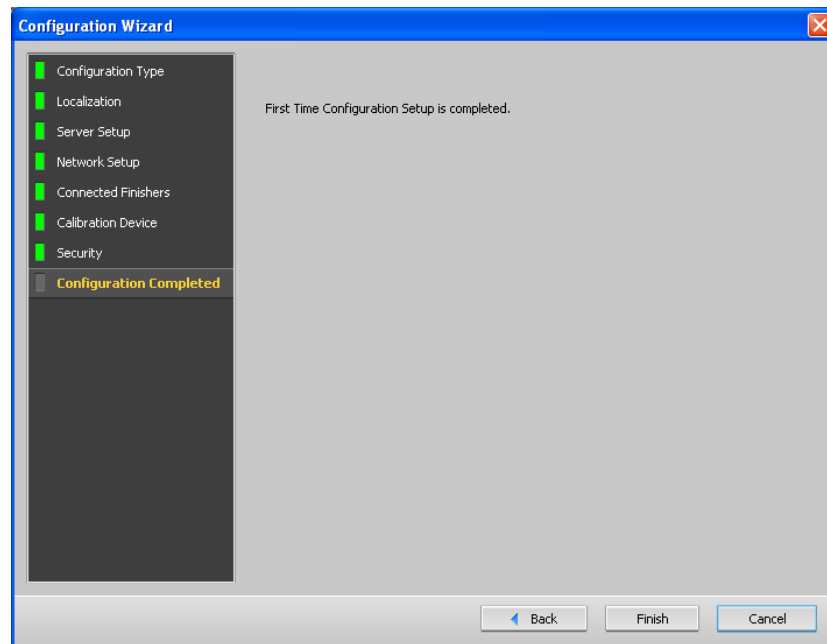 Configuration Wizard
Configuration Type
Localization
Server Setup
Network Setup
Connected Finishers
Calibration Device
Security
Configuration Completed
First Time Configuration Setup is completed.
Back
Finish
Cancel